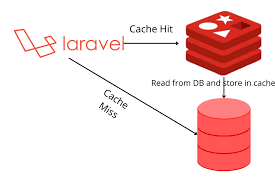 Cache Hit
laravel
Read from DB and store in cache
Cache
Miss